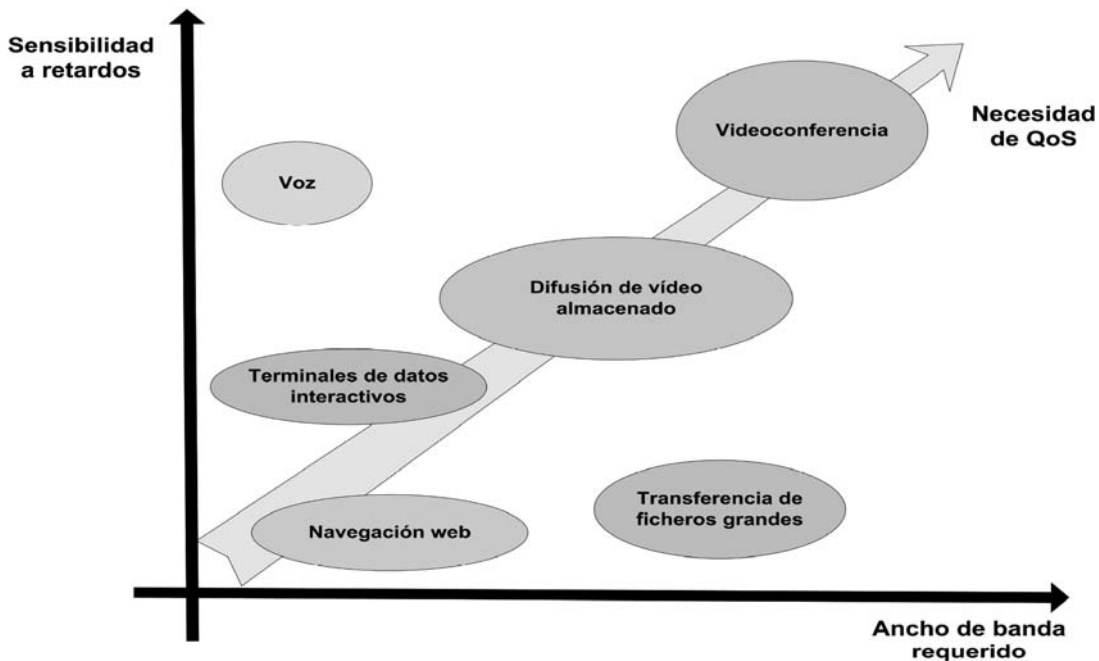 Sensibilidad
a retardos
Videoconferencia
Necesidad
de QoS
Voz
Difusión de vídeo
almacenado
Terminales de datos
interactivos
Transferencia de
ficheros grandes
Navegación web
Ancho de banda
requerido